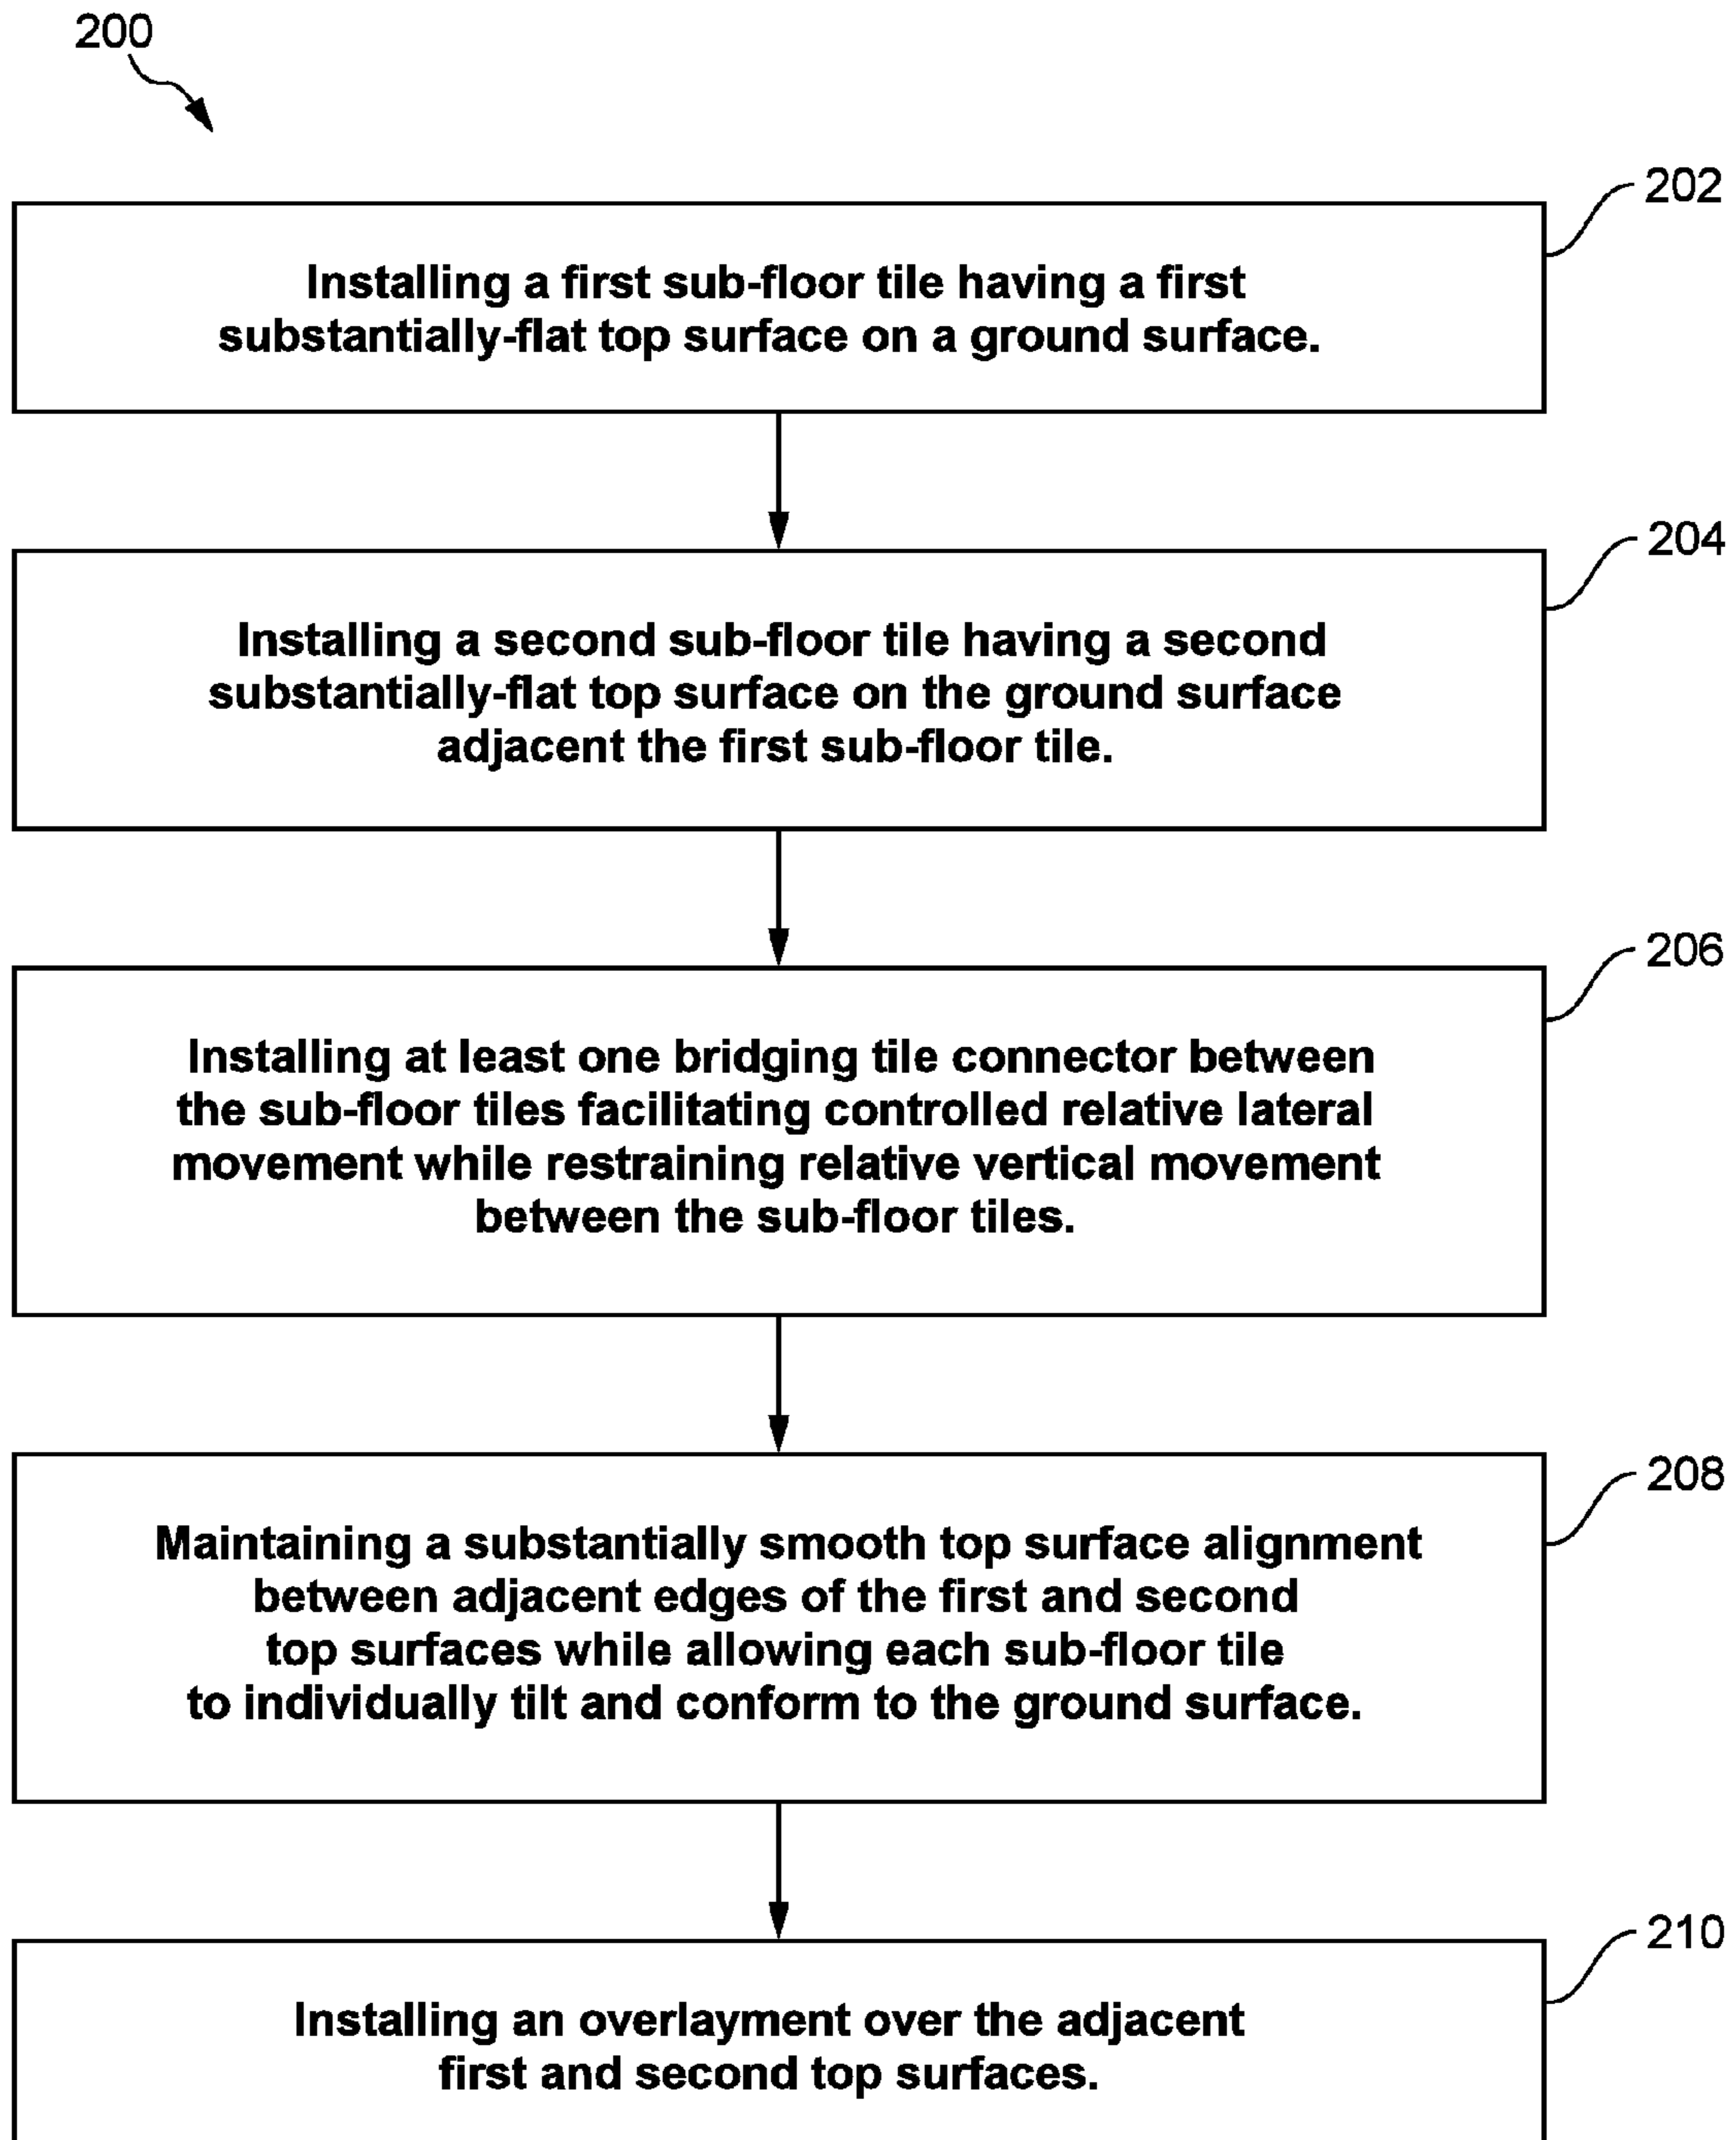 200
202
Installing a first sub-floor tile having a first
substantially-flat top surface on a ground surface.
204
Installing a second sub-floor tile having a second
substantially-flat top surface on the ground surface
adjacent the first sub-floor tile.
206
Installing at least one bridging tile connector between
the sub-floor tiles facilitating controlled relative lateral
movement while restraining relative vertical movement
between the sub-floor tiles.
208
Maintaining a substantially smooth top surface alignment
between adjacent edges of the first and second
top surfaces while allowing each sub-floor tile
to individually tilt and conform to the ground surface.
210
Installing an overlayment over the adjacent
first and second top surfaces.